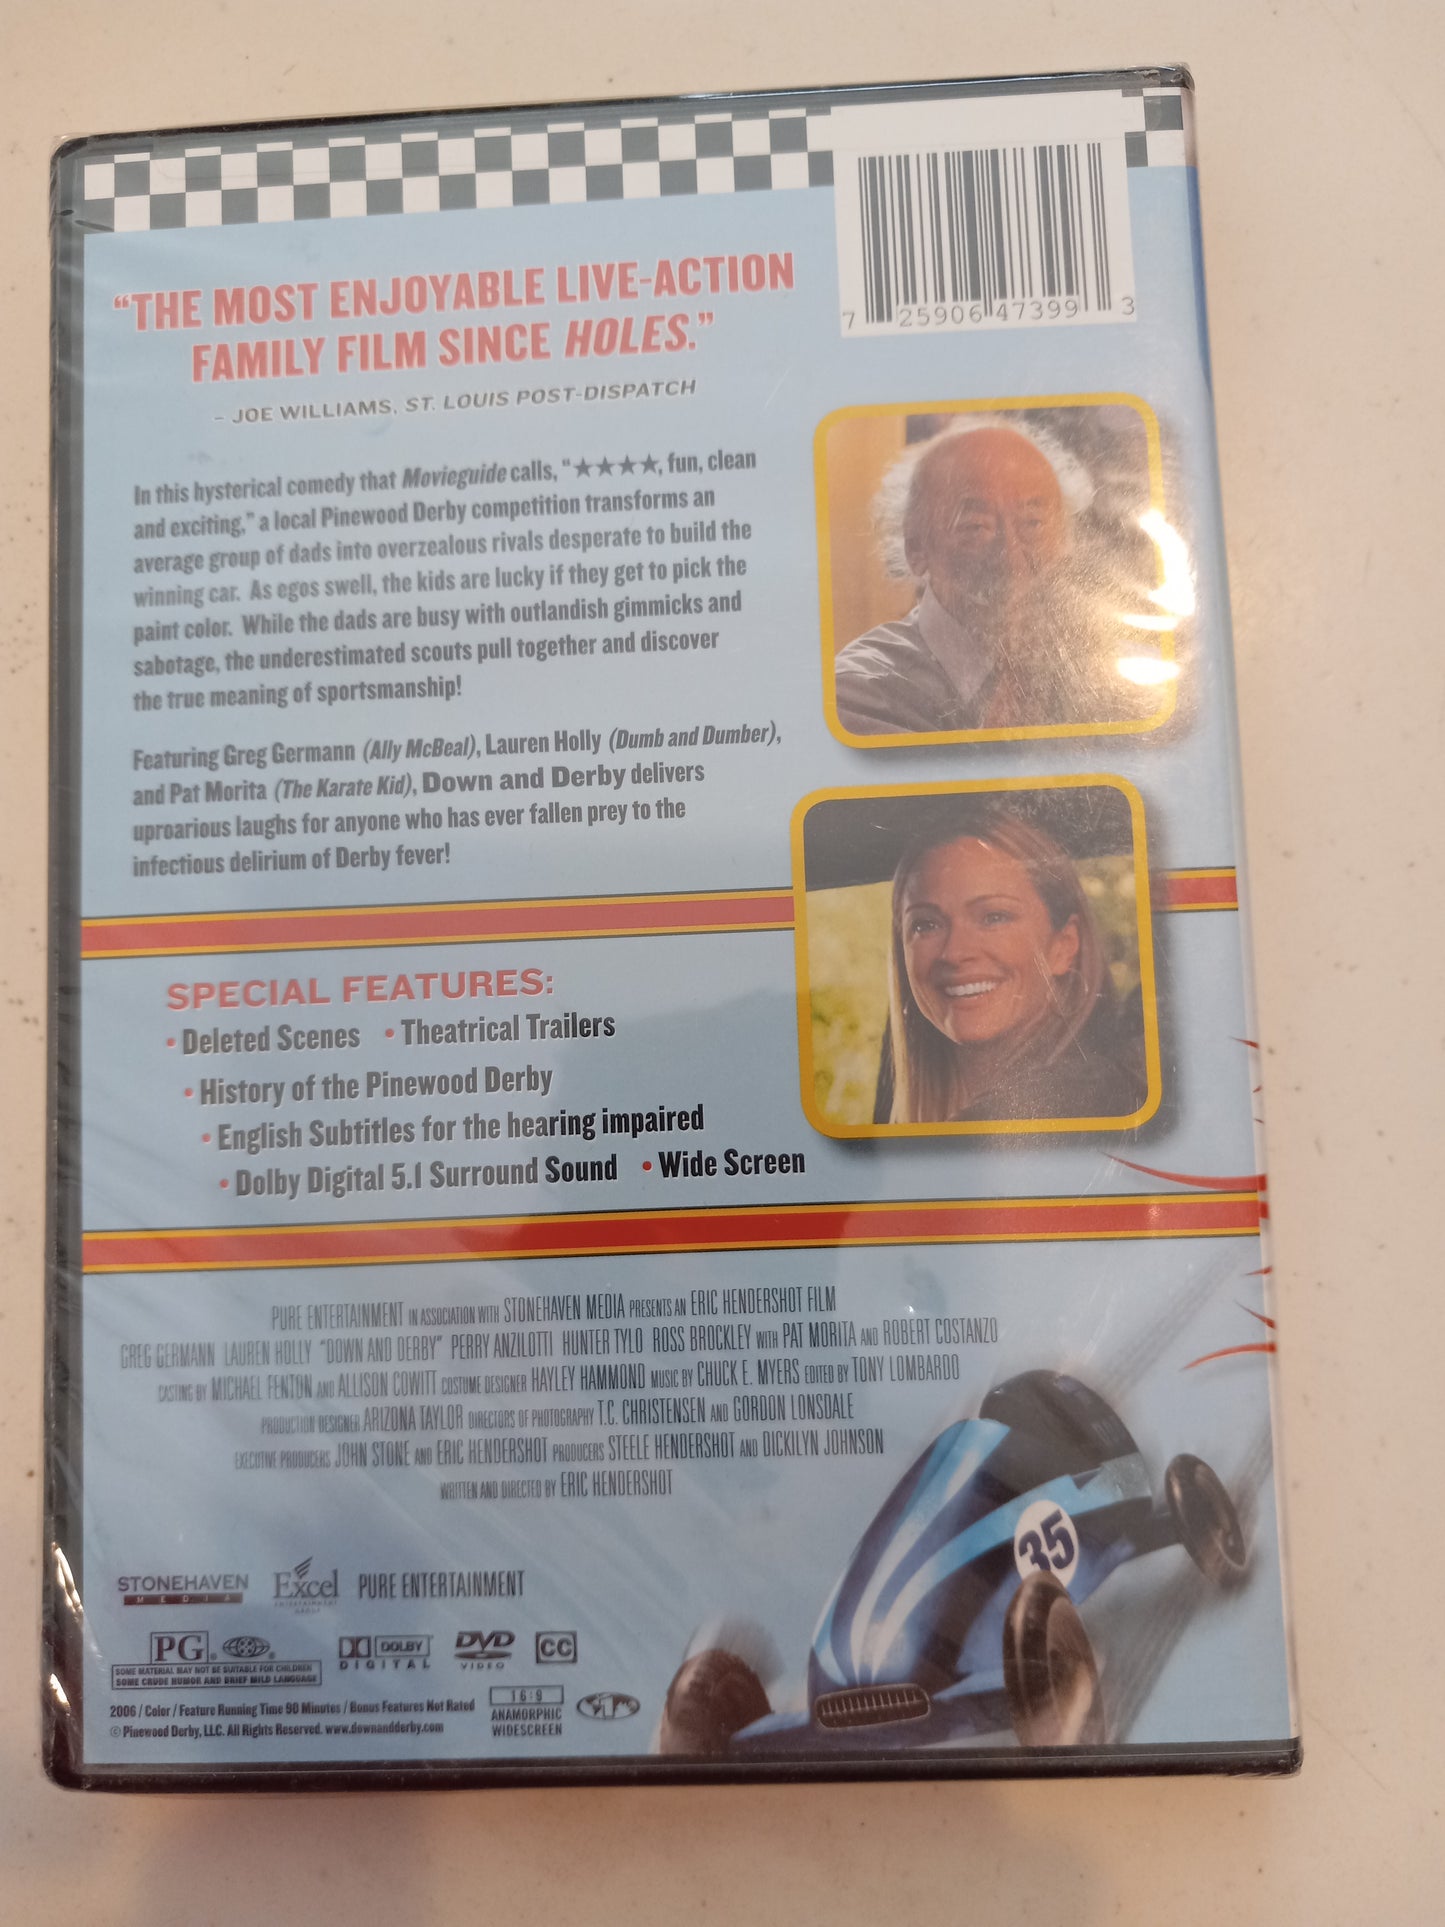 "THE MOST ENJOYABLE LIVE-ACTION
FAMILY FILM SINCE HOLES."
– JOE WILLIAMS, ST. LOUIS POST-DISPATCH
7 25906 47399 3
In this hysterical comedy that Movieguide calls, "★★★★, fun, clean
and exciting," a local Pinewood Derby competition transforms an
average group of dads into overzealous rivals desperate to build the
winning car. As egos swell, the kids are lucky if they get to pick the
paint color. While the dads are busy with outlandish gimmicks and
sabotage, the underestimated scouts pull together and discover
the true meaning of sportsmanship!
Featuring Greg Germann (Ally McBeal), Lauren Holly (Dumb and Dumber),
and Pat Morita (The Karate Kid), Down and Derby delivers
uproarious laughs for anyone who has ever fallen prey to the
infectious delirium of Derby fever!
SPECIAL FEATURES:
• Deleted Scenes • Theatrical Trailers
• History of the Pinewood Derby
• English Subtitles for the hearing impaired
• Dolby Digital 5.1 Surround Sound • Wide Screen
PURE ENTERTAINMENT IN ASSOCIATION WITH STONEHAVEN MEDIA PRESENTS AN ERIC HENDERSHOT FILM
GREG GERMANN LAUREN HOLLY "DOWN AND DERBY" PERRY ANZILOTTI HUNTER TYLO ROSS BROCKLEY WITH PAT MORITA AND ROBERT COSTANZO
CASTING BY MICHAEL FENTON AND ALLISON COWITT COSTUME DESIGNER HAYLEY HAMMOND MUSIC BY CHUCK E. MYERS EDITED BY TONY LOMBARDO
PRODUCTION DESIGNER ARIZONA TAYLOR DIRECTORS OF PHOTOGRAPHY T.C. CHRISTENSEN AND GORDON LONSDALE
EXECUTIVE PRODUCERS JOHN STONE AND ERIC HENDERSHOT PRODUCERS STEELE HENDERSHOT AND DICKILYN JOHNSON
WRITTEN AND DIRECTED BY ERIC HENDERSHOT
35
STONEHAVEN
MEDIA
Excel
ENTERTAINMENT
GROUP
PURE ENTERTAINMENT
PG
SOME MATERIAL MAY NOT BE SUITABLE FOR CHILDREN
SOME CRUDE HUMOR AND BRIEF MILD LANGUAGE
DOLBY
DIGITAL
DVD
VIDEO
CC
2006 / Color / Feature Running Time 90 Minutes / Bonus Features Not Rated
© Pinewood Derby, LLC. All Rights Reserved. www.downandderby.com
16:9
ANAMORPHIC
WIDESCREEN
1